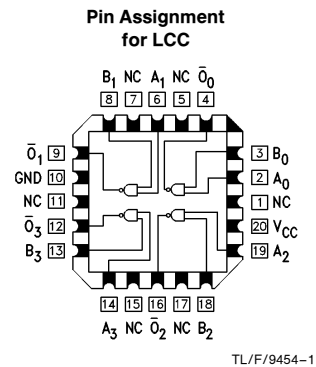 Pin Assignment
for LCC
B1 NC A1 NC Ō0
8 7 6 5 4
Ō1 9 3 B0
GND 10 2 A0
NC 11 1 NC
Ō3 12 20 VCC
B3 13 19 A2
14 15 16 17 18
A3 NC Ō2 NC B2
TL/F/9454–1